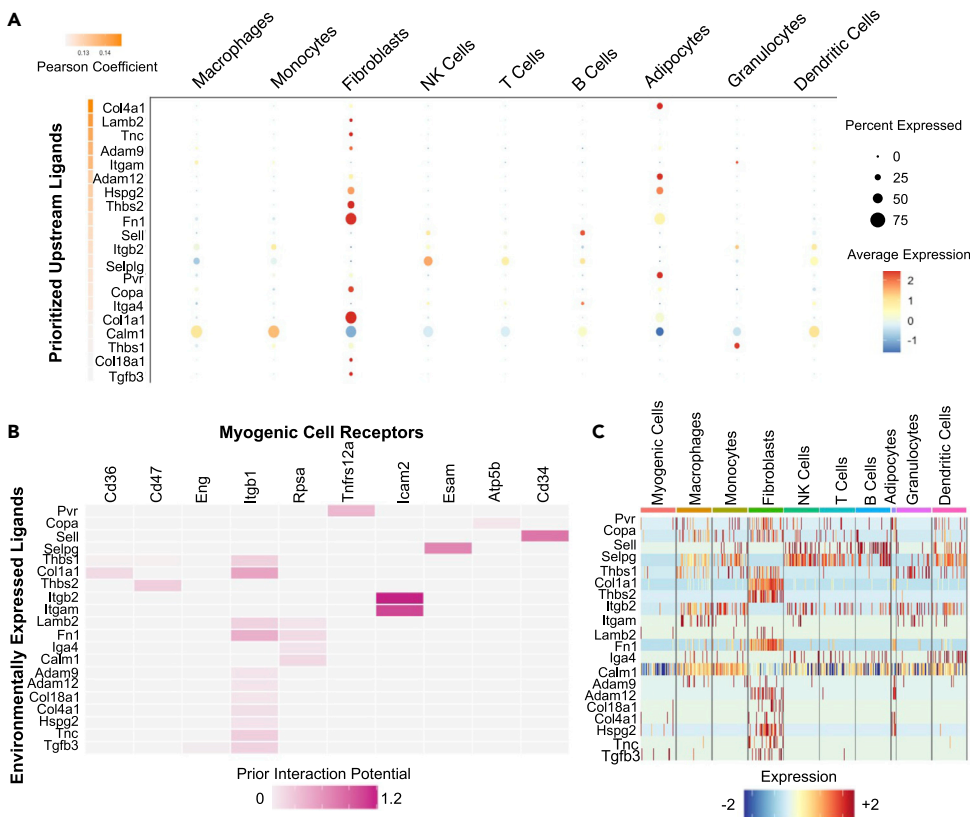 A
0.13 0.14
Pearson Coefficient
Macrophages
Monocytes
Fibroblasts
NK Cells
T Cells
B Cells
Adipocytes
Granulocytes
Dendritic Cells
Prioritized Upstream Ligands
Col4a1
Lamb2
Tnc
Adam9
Itgam
Adam12
Hspg2
Thbs2
Fn1
Sell
Itgb2
Selplg
Pvr
Copa
Itga4
Col1a1
Calm1
Thbs1
Col18a1
Tgfb3
Percent Expressed
0
25
50
75
Average Expression
2
1
0
-1
B
Myogenic Cell Receptors
Cd36
Cd47
Eng
Itgb1
Rpsa
Tnfrs12a
Icam2
Esam
Atp5b
Cd34
Environmentally Expressed Ligands
Pvr
Copa
Sell
Selpg
Thbs1
Col1a1
Thbs2
Itgb2
Itgam
Lamb2
Fn1
Iga4
Calm1
Adam9
Adam12
Col18a1
Col4a1
Hspg2
Tnc
Tgfb3
Prior Interaction Potential
0 1.2
C
Myogenic Cells
Macrophages
Monocytes
Fibroblasts
NK Cells
T Cells
B Cells
Adipocytes
Granulocytes
Dendritic Cells
Pvr
Copa
Sell
Selpg
Thbs1
Col1a1
Thbs2
Itgb2
Itgam
Lamb2
Fn1
Iga4
Calm1
Adam9
Adam12
Col18a1
Col4a1
Hspg2
Tnc
Tgfb3
Expression
-2 +2